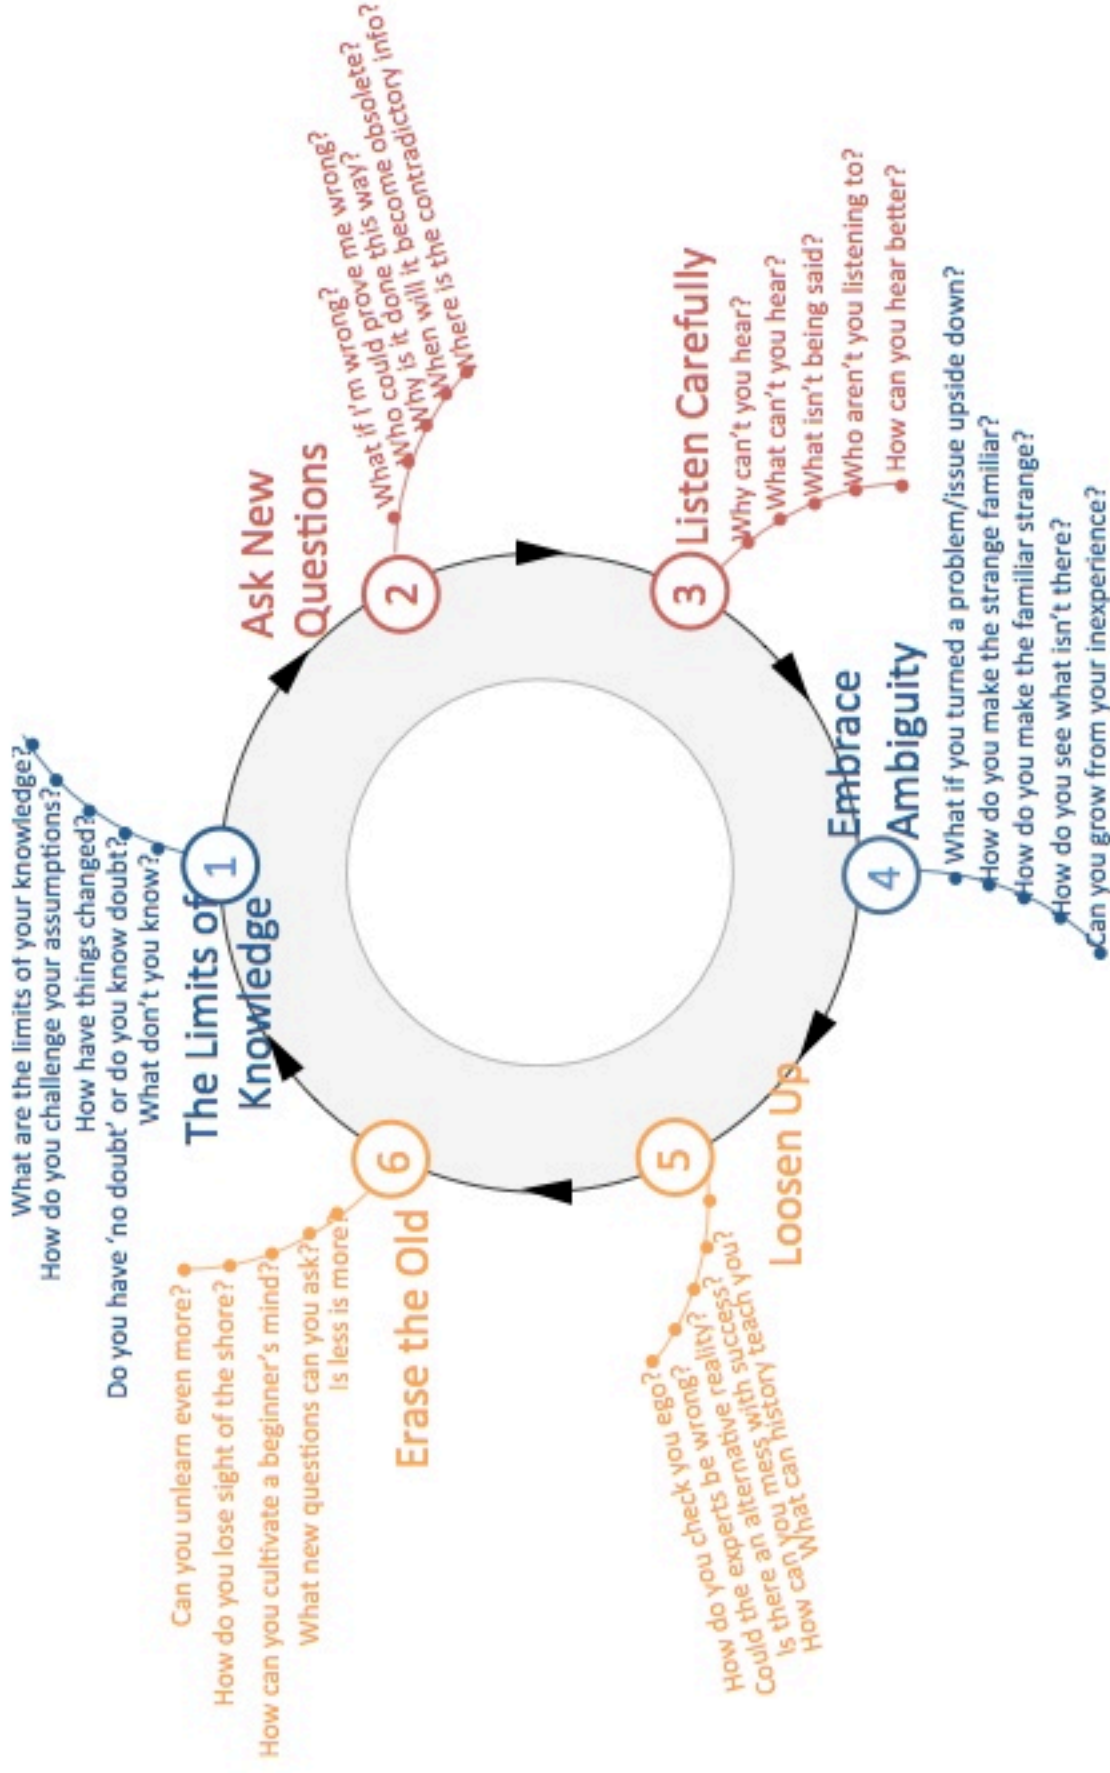 What are the limits of your knowledge?
How do you challenge your assumptions?
How have things changed?
Do you have ‘no doubt’ or do you know doubt?
What don’t you know?
1
The Limits of
Knowledge
Ask New
Questions
2
What if I’m wrong?
Who could prove me wrong?
Why is it done this way?
When will it become obsolete?
Where is the contradictory info?
3
Listen Carefully
Why can’t you hear?
What can’t you hear?
What isn’t being said?
Who aren’t you listening to?
How can you hear better?
Embrace
Ambiguity
4
What if you turned a problem/issue upside down?
How do you make the strange familiar?
How do you make the familiar strange?
How do you see what isn’t there?
Can you grow from your inexperience?
5
Loosen Up
How do you check you ego?
Could the experts be wrong?
Is there an alternative reality?
How can you mess with success?
What can history teach you?
6
Erase the Old
Can you unlearn even more?
How do you lose sight of the shore?
How can you cultivate a beginner’s mind?
What new questions can you ask?
Is less is more?